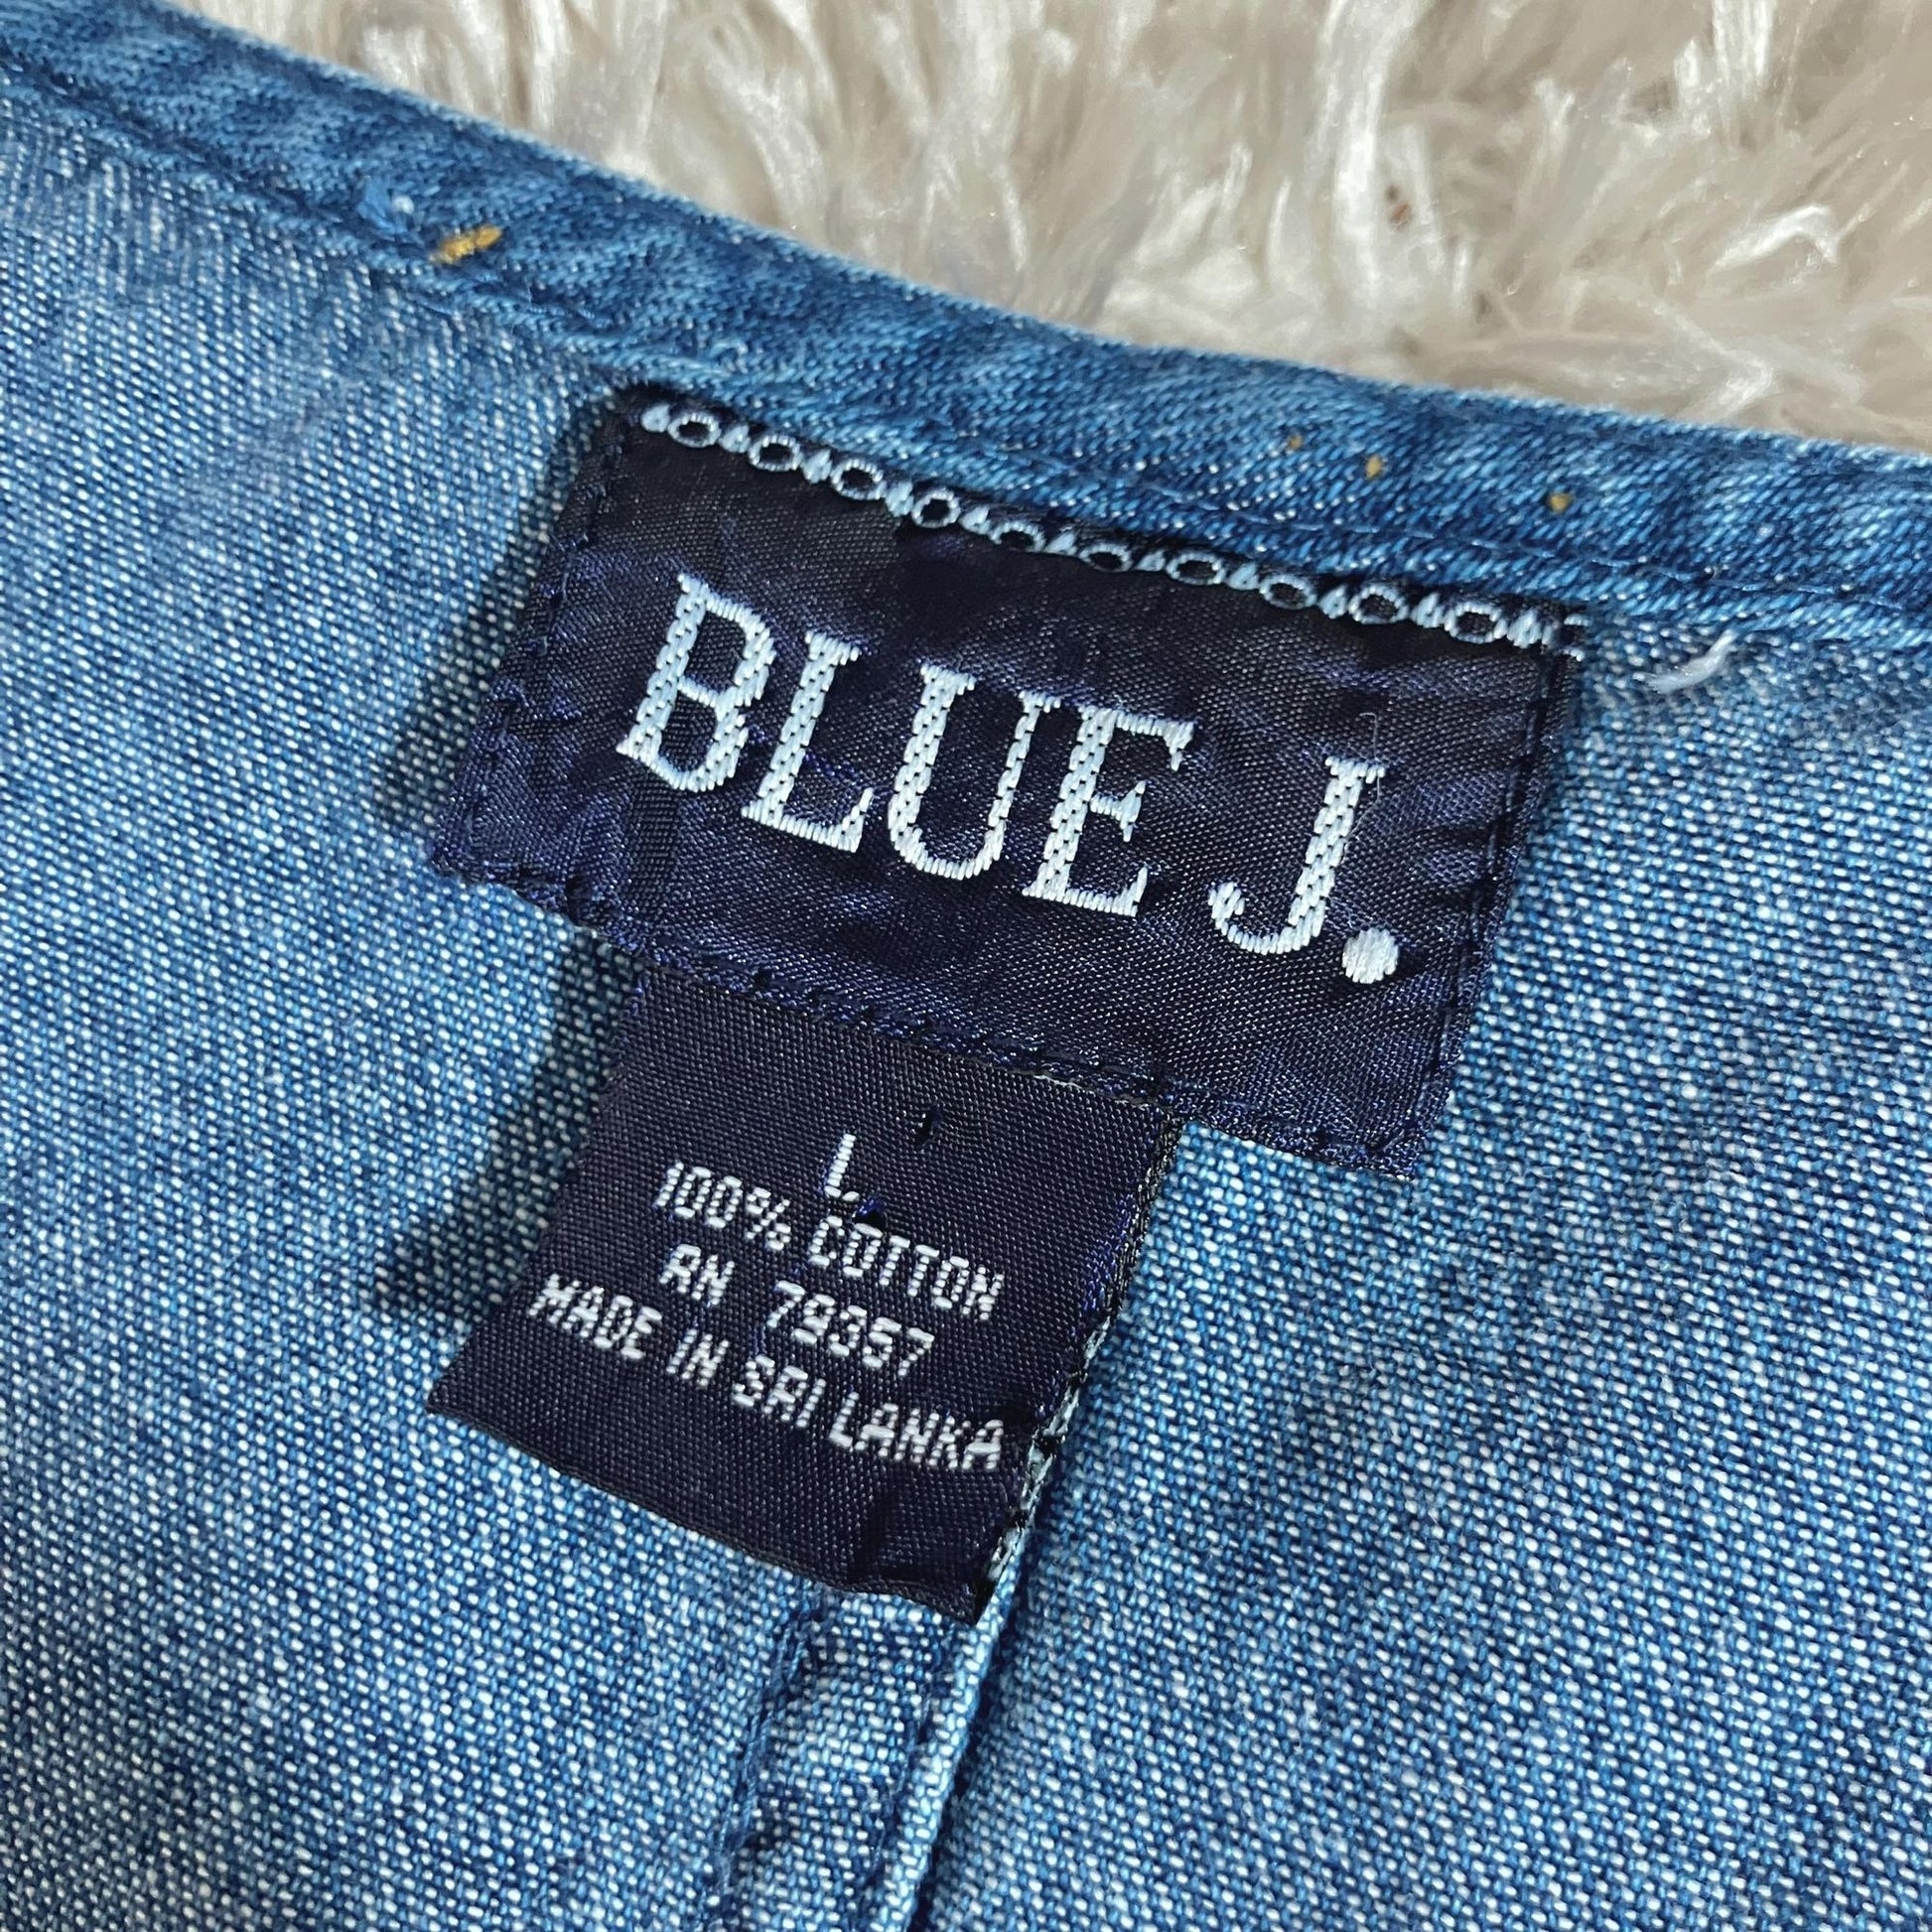 BLUE J.
L
100% COTTON
RN 79357
MADE IN SRI LANKA